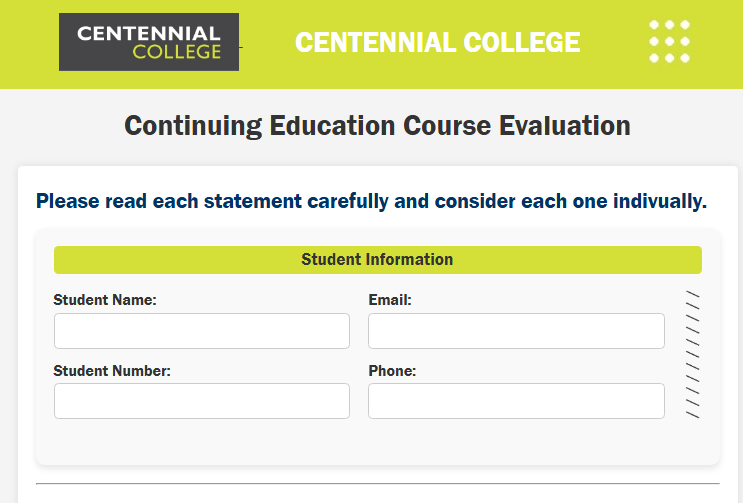 CENTENNIAL
COLLEGE
CENTENNIAL COLLEGE
Continuing Education Course Evaluation
Please read each statement carefully and consider each one indivually.
Student Information
Student Name:
Email:
Student Number:
Phone: